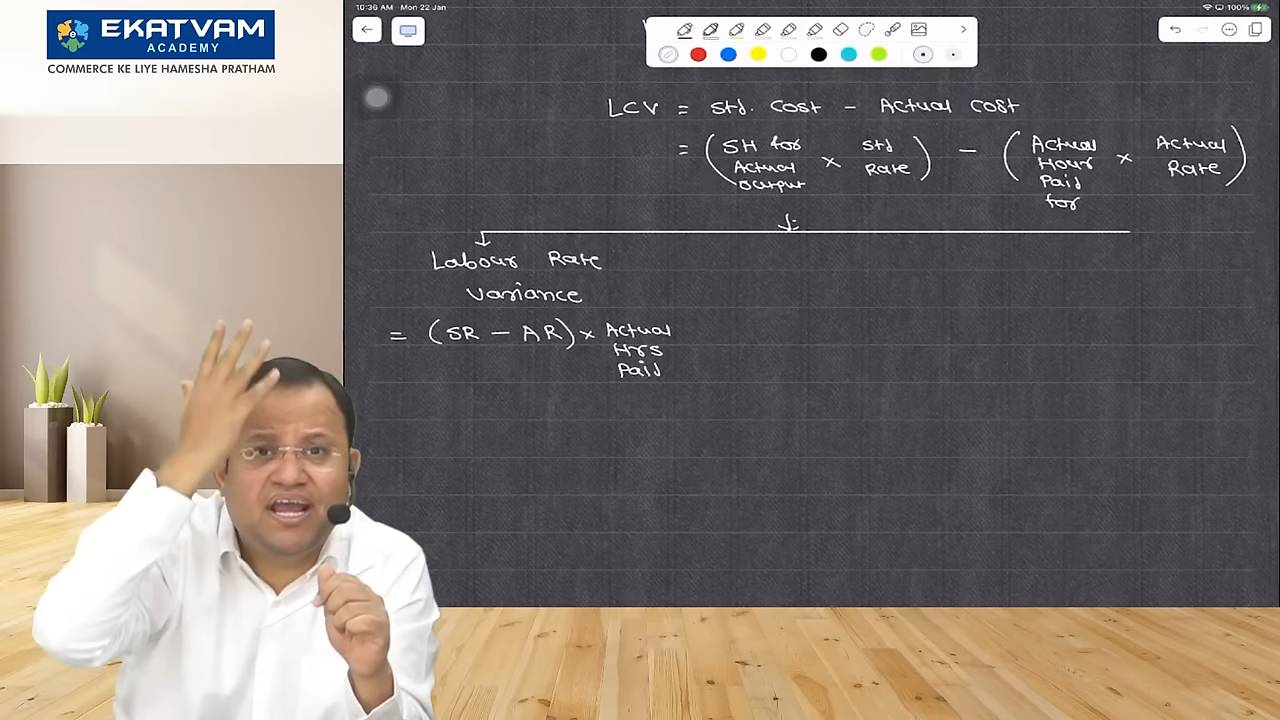 EKATVAM
ACADEMY
COMMERCE KE LIYE HAMESHA PRATHAM
10:36 AM Mon 22 Jan
100%
LCV = Std. Cost - Actual Cost
= (SH for Actual Output × Std Rate) - (Actual Hour Paid for × Actual Rate)
Labour Rate
Variance
= (SR - AR) × Actual Hrs Paid